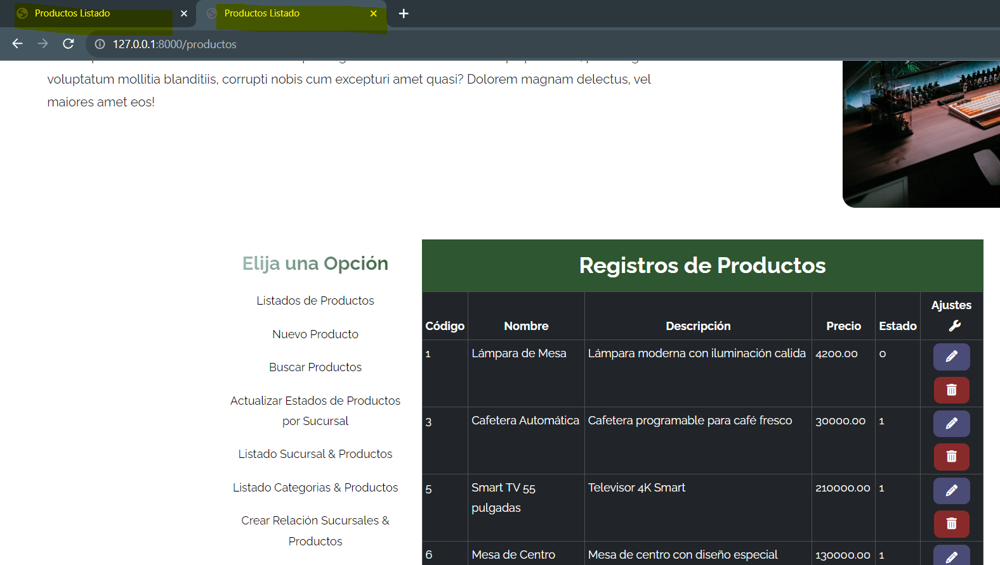 Productos Listado
Productos Listado
127.0.0.1:8000/productos
voluptatum mollitia blanditiis, corrupti nobis cum excepturi amet quasi? Dolorem magnam delectus, vel
maiores amet eos!
Elija una Opción
Listados de Productos
Nuevo Producto
Buscar Productos
Actualizar Estados de Productos
por Sucursal
Listado Sucursal & Productos
Listado Categorias & Productos
Crear Relación Sucursales &
Productos
Registros de Productos
Código Nombre Descripción Precio Estado Ajustes
1 Lámpara de Mesa Lámpara moderna con iluminación calida 4200.00 0
3 Cafetera Automática Cafetera programable para café fresco 30000.00 1
5 Smart TV 55 Televisor 4K Smart 210000.00 1
pulgadas
6 Mesa de Centro Mesa de centro con diseño especial 130000.00 1